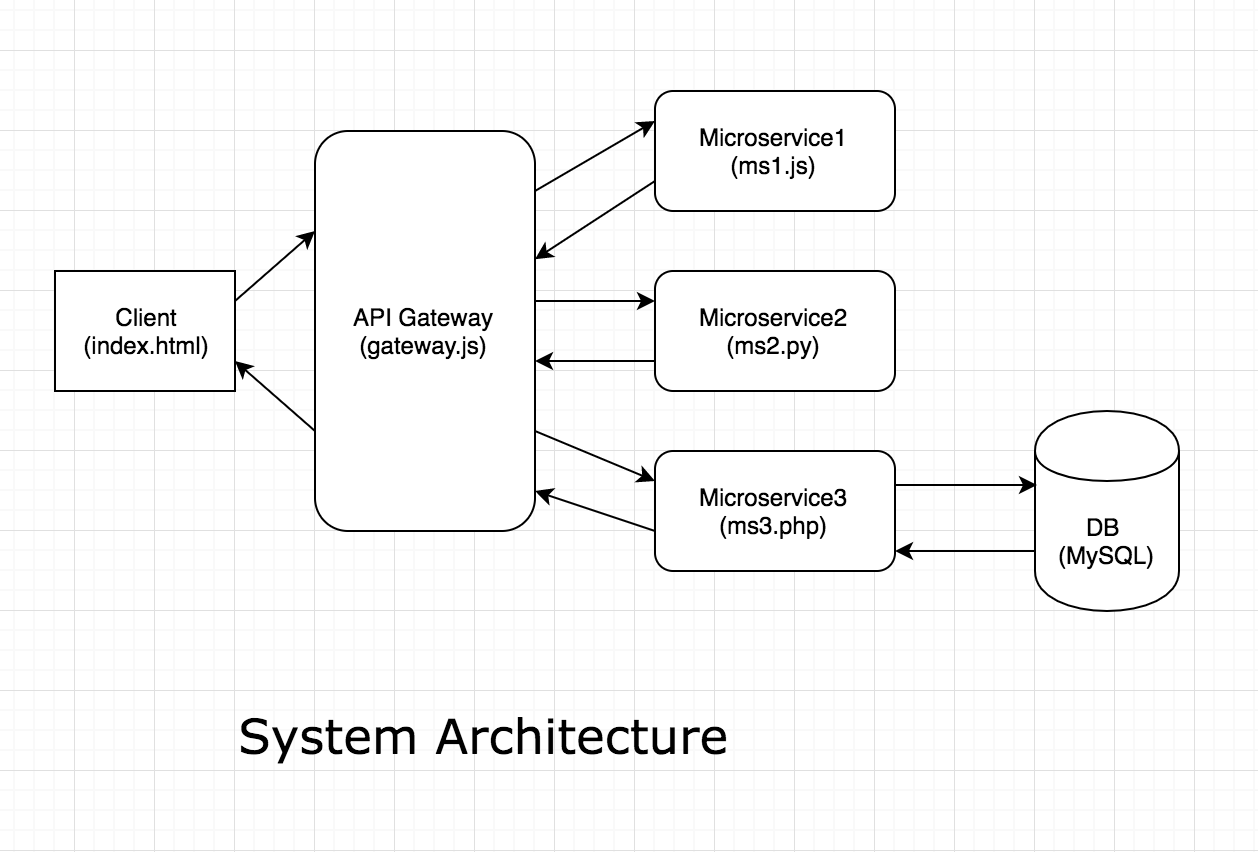 Microservice1
(ms1.js)
Client
(index.html)
API Gateway
(gateway.js)
Microservice2
(ms2.py)
Microservice3
(ms3.php)
DB
(MySQL)
System Architecture